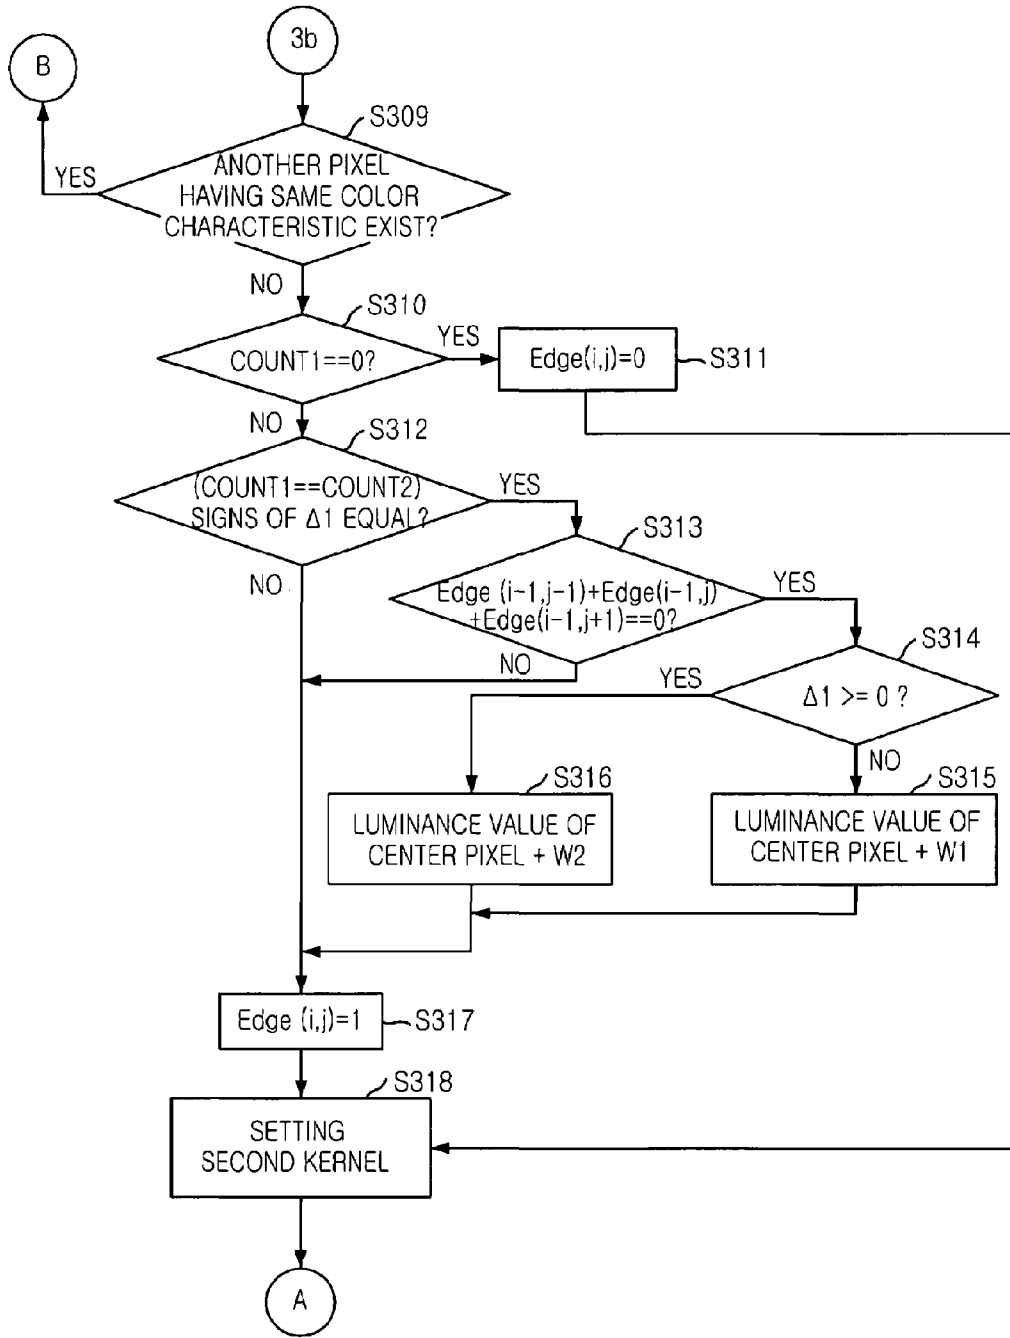 3b
B
S309
YES
ANOTHER PIXEL
HAVING SAME COLOR
CHARACTERISTIC EXIST?
NO
S310
YES
COUNT1==0?
Edge(i,j)=0
S311
NO
S312
(COUNT1==COUNT2)
SIGNS OF Δ1 EQUAL?
YES
S313
NO
Edge (i-1,j-1)+Edge(i-1,j)
+Edge(i-1,j+1)==0?
YES
NO
S314
YES
Δ1 >= 0 ?
NO
S316
S315
LUMINANCE VALUE OF
CENTER PIXEL + W2
LUMINANCE VALUE OF
CENTER PIXEL + W1
Edge (i,j)=1
S317
S318
SETTING
SECOND KERNEL
A